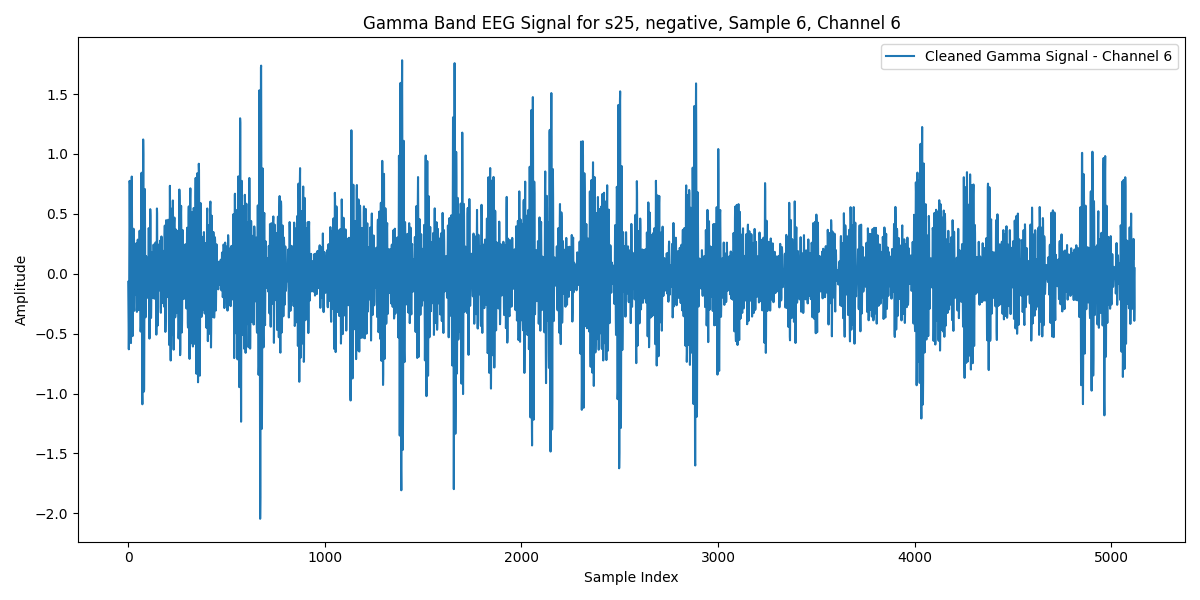 Gamma Band EEG Signal for s25, negative, Sample 6, Channel 6
Cleaned Gamma Signal - Channel 6
Amplitude
1.5
1.0
0.5
0.0
−0.5
−1.0
−1.5
−2.0
0 1000 2000 3000 4000 5000
Sample Index